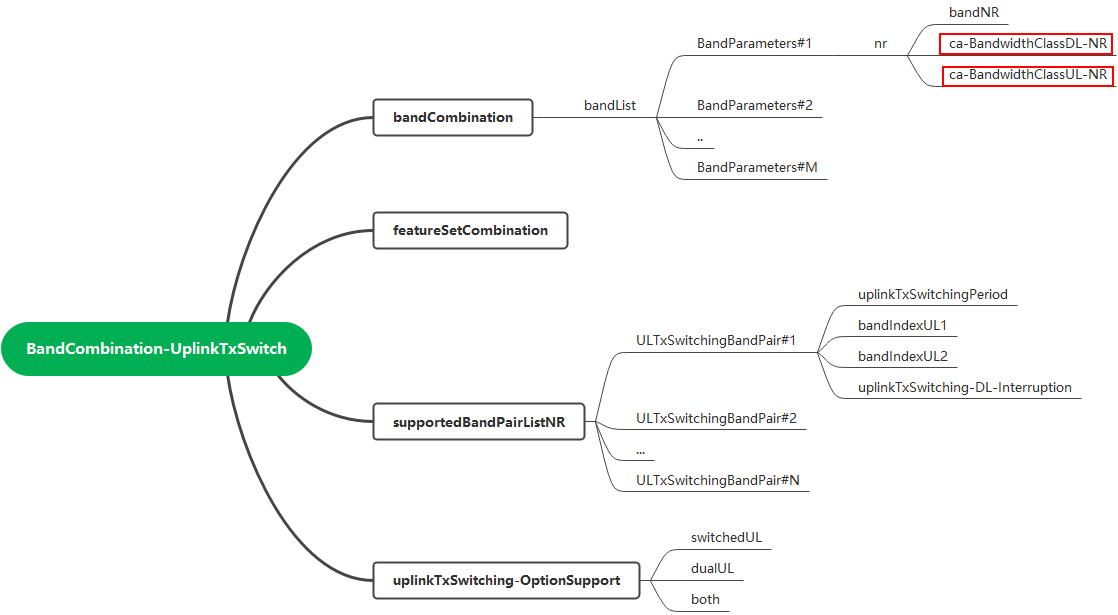 BandCombination-UplinkTxSwitch
bandCombination
bandList
BandParameters#1
nr
bandNR
ca-BandwidthClassDL-NR
ca-BandwidthClassUL-NR
BandParameters#2
..
BandParameters#M
featureSetCombination
supportedBandPairListNR
ULTxSwitchingBandPair#1
uplinkTxSwitchingPeriod
bandIndexUL1
bandIndexUL2
uplinkTxSwitching-DL-Interruption
ULTxSwitchingBandPair#2
...
ULTxSwitchingBandPair#N
uplinkTxSwitching-OptionSupport
switchedUL
dualUL
both